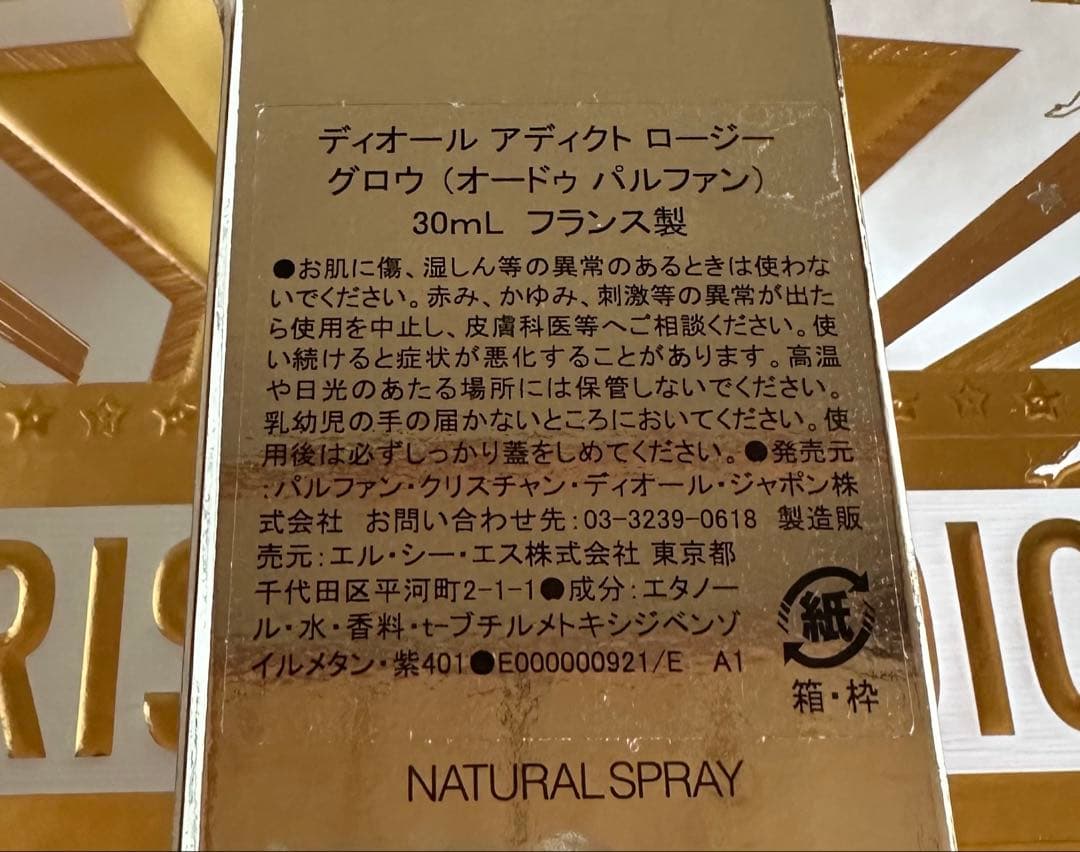 ディオール アディクト ロージー
グロウ（オードゥ パルファン）
30mL フランス製
●お肌に傷、湿しん等の異常のあるときは使わな
いでください。赤み、かゆみ、刺激等の異常が出た
ら使用を中止し、皮膚科医等へご相談ください。使
い続けると症状が悪化することがあります。高温
や日光のあたる場所には保管しないでください。
乳幼児の手の届かないところにおいてください。使
用後は必ずしっかり蓋をしめてください。●発売元
:パルファン・クリスチャン・ディオール・ジャポン株
式会社 お問い合わせ先:03-3239-0618 製造販
売元:エル・シー・エス株式会社 東京都
千代田区平河町2-1-1●成分:エタノー
ル・水・香料・t-ブチルメトキシジベンゾ
イルメタン・紫401●E000000921/E A1
紙
箱・枠
NATURAL SPRAY
RIS
DIO